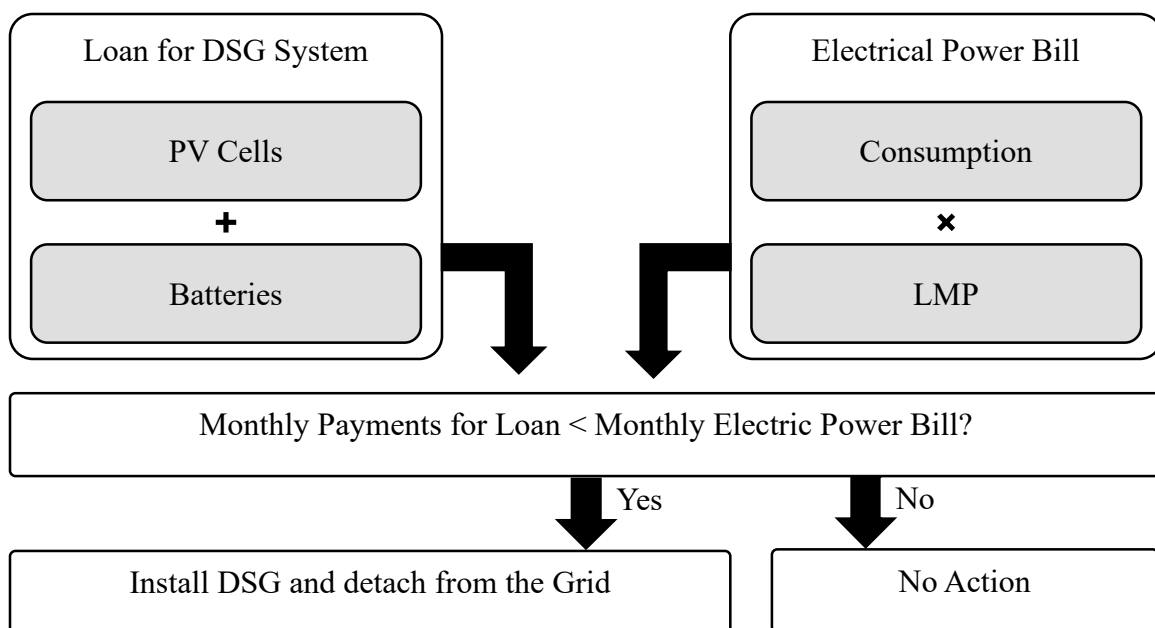 Loan for DSG System
PV Cells
+
Batteries
Electrical Power Bill
Consumption
×
LMP
Monthly Payments for Loan < Monthly Electric Power Bill?
Yes
No
Install DSG and detach from the Grid
No Action